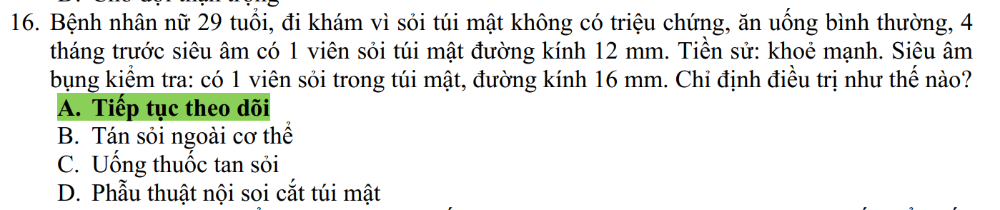 16. Bệnh nhân nữ 29 tuổi, đi khám vì sỏi túi mật không có triệu chứng, ăn uống bình thường, 4
tháng trước siêu âm có 1 viên sỏi túi mật đường kính 12 mm. Tiền sử: khoẻ mạnh. Siêu âm
bụng kiểm tra: có 1 viên sỏi trong túi mật, đường kính 16 mm. Chỉ định điều trị như thế nào?
A. Tiếp tục theo dõi
B. Tán sỏi ngoài cơ thể
C. Uống thuốc tan sỏi
D. Phẫu thuật nội soi cắt túi mật